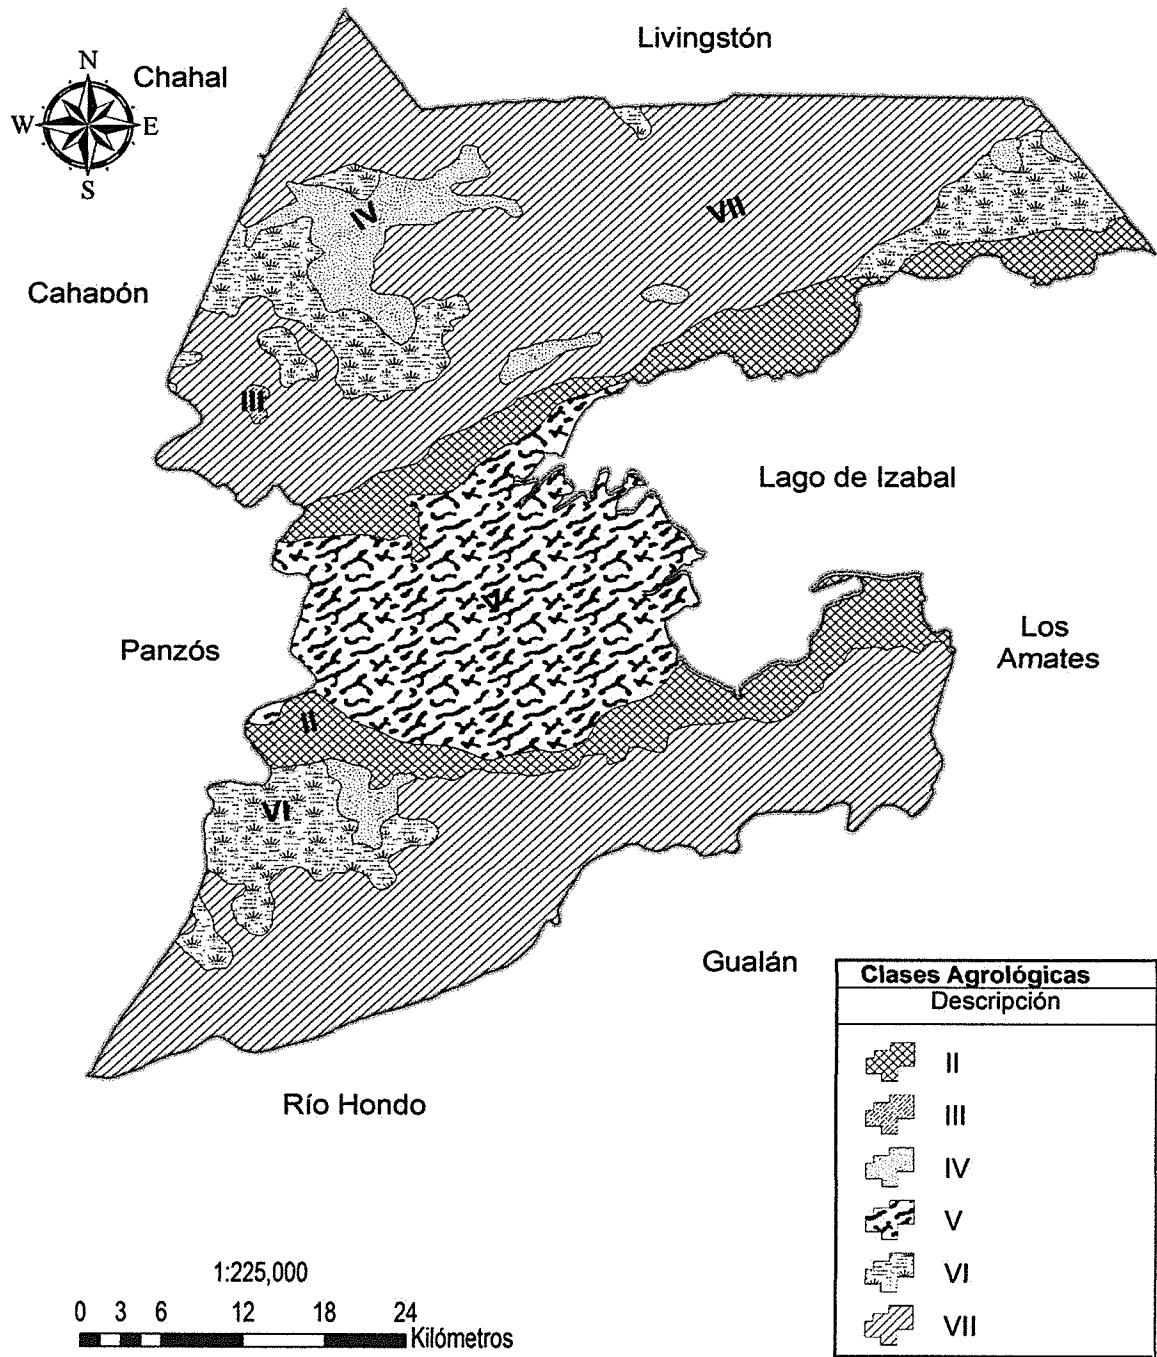 Livingstón
N
Chahal
W E
S
IV
VII
Cahapón
III
Lago de Izabal
V
Panzós
Los
Amates
II
VI
Gualán
Clases Agrológicas
Descripción
II
III
IV
V
VI
VII
Río Hondo
1:225,000
0 3 6 12 18 24
Kilómetros